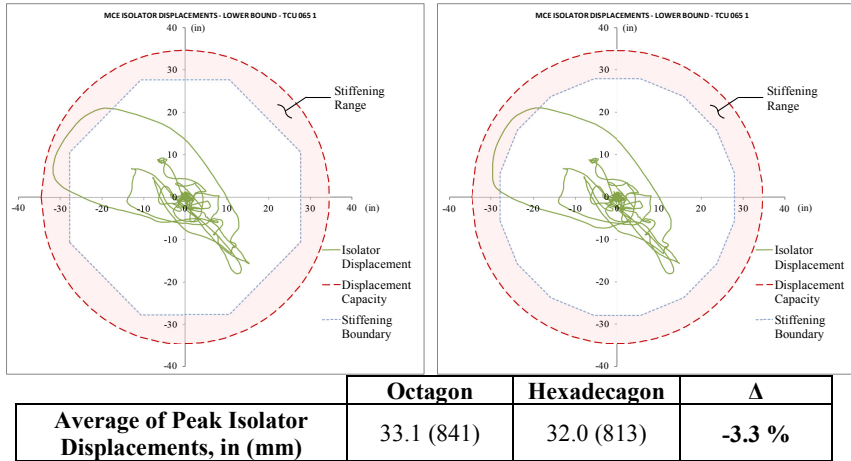 MCE ISOLATOR DISPLACEMENTS - LOWER BOUND - TCU 065 1
40
(in)
30
Stiffening
Range
20
10
0
-40
-30
-20
-10
0
10
20
30
40
(in)
-10
Isolator
Displacement
-20
Displacement
Capacity
-30
Stiffening
Boundary
-40
MCE ISOLATOR DISPLACEMENTS - LOWER BOUND - TCU 065 1
40
(in)
30
Stiffening
Range
20
10
0
-40
-30
-20
-10
0
10
20
30
40
(in)
-10
Isolator
Displacement
-20
Displacement
Capacity
-30
Stiffening
Boundary
-40
Octagon Hexadecagon Δ
Average of Peak Isolator
Displacements, in (mm) 33.1 (841) 32.0 (813) -3.3 %